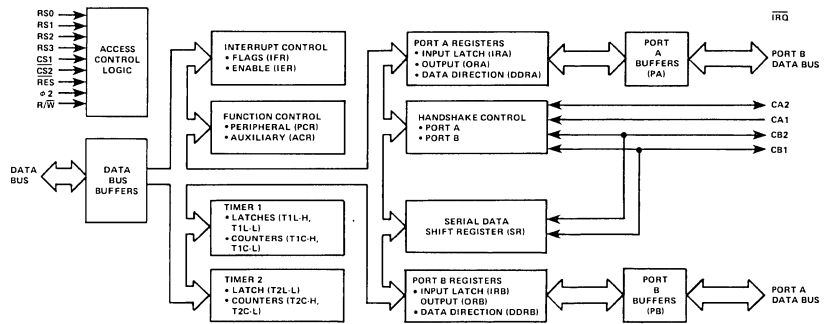 RS0
RS1
RS2
RS3
CS1
CS2
RES
φ2
R/W
ACCESS
CONTROL
LOGIC
INTERRUPT CONTROL
• FLAGS (IFR)
• ENABLE (IER)
PORT A REGISTERS
• INPUT LATCH (IRA)
• OUTPUT (ORA)
• DATA DIRECTION (DDRA)
PORT
A
BUFFERS
(PA)
IRQ
PORT B
DATA BUS
FUNCTION CONTROL
• PERIPHERAL (PCR)
• AUXILIARY (ACR)
HANDSHAKE CONTROL
• PORT A
• PORT B
CA2
CA1
CB2
CB1
DATA
BUS
DATA
BUS
BUFFERS
TIMER 1
• LATCHES (T1L-H,
T1L-L)
• COUNTERS (T1C-H,
T1C-L)
SERIAL DATA
SHIFT REGISTER (SR)
TIMER 2
• LATCH (T2L-L)
• COUNTERS (T2C-H,
T2C-L)
PORT B REGISTERS
• INPUT LATCH (IRB)
OUTPUT (ORB)
• DATA DIRECTION (DDRB)
PORT
B
BUFFERS
(PB)
PORT A
DATA BUS